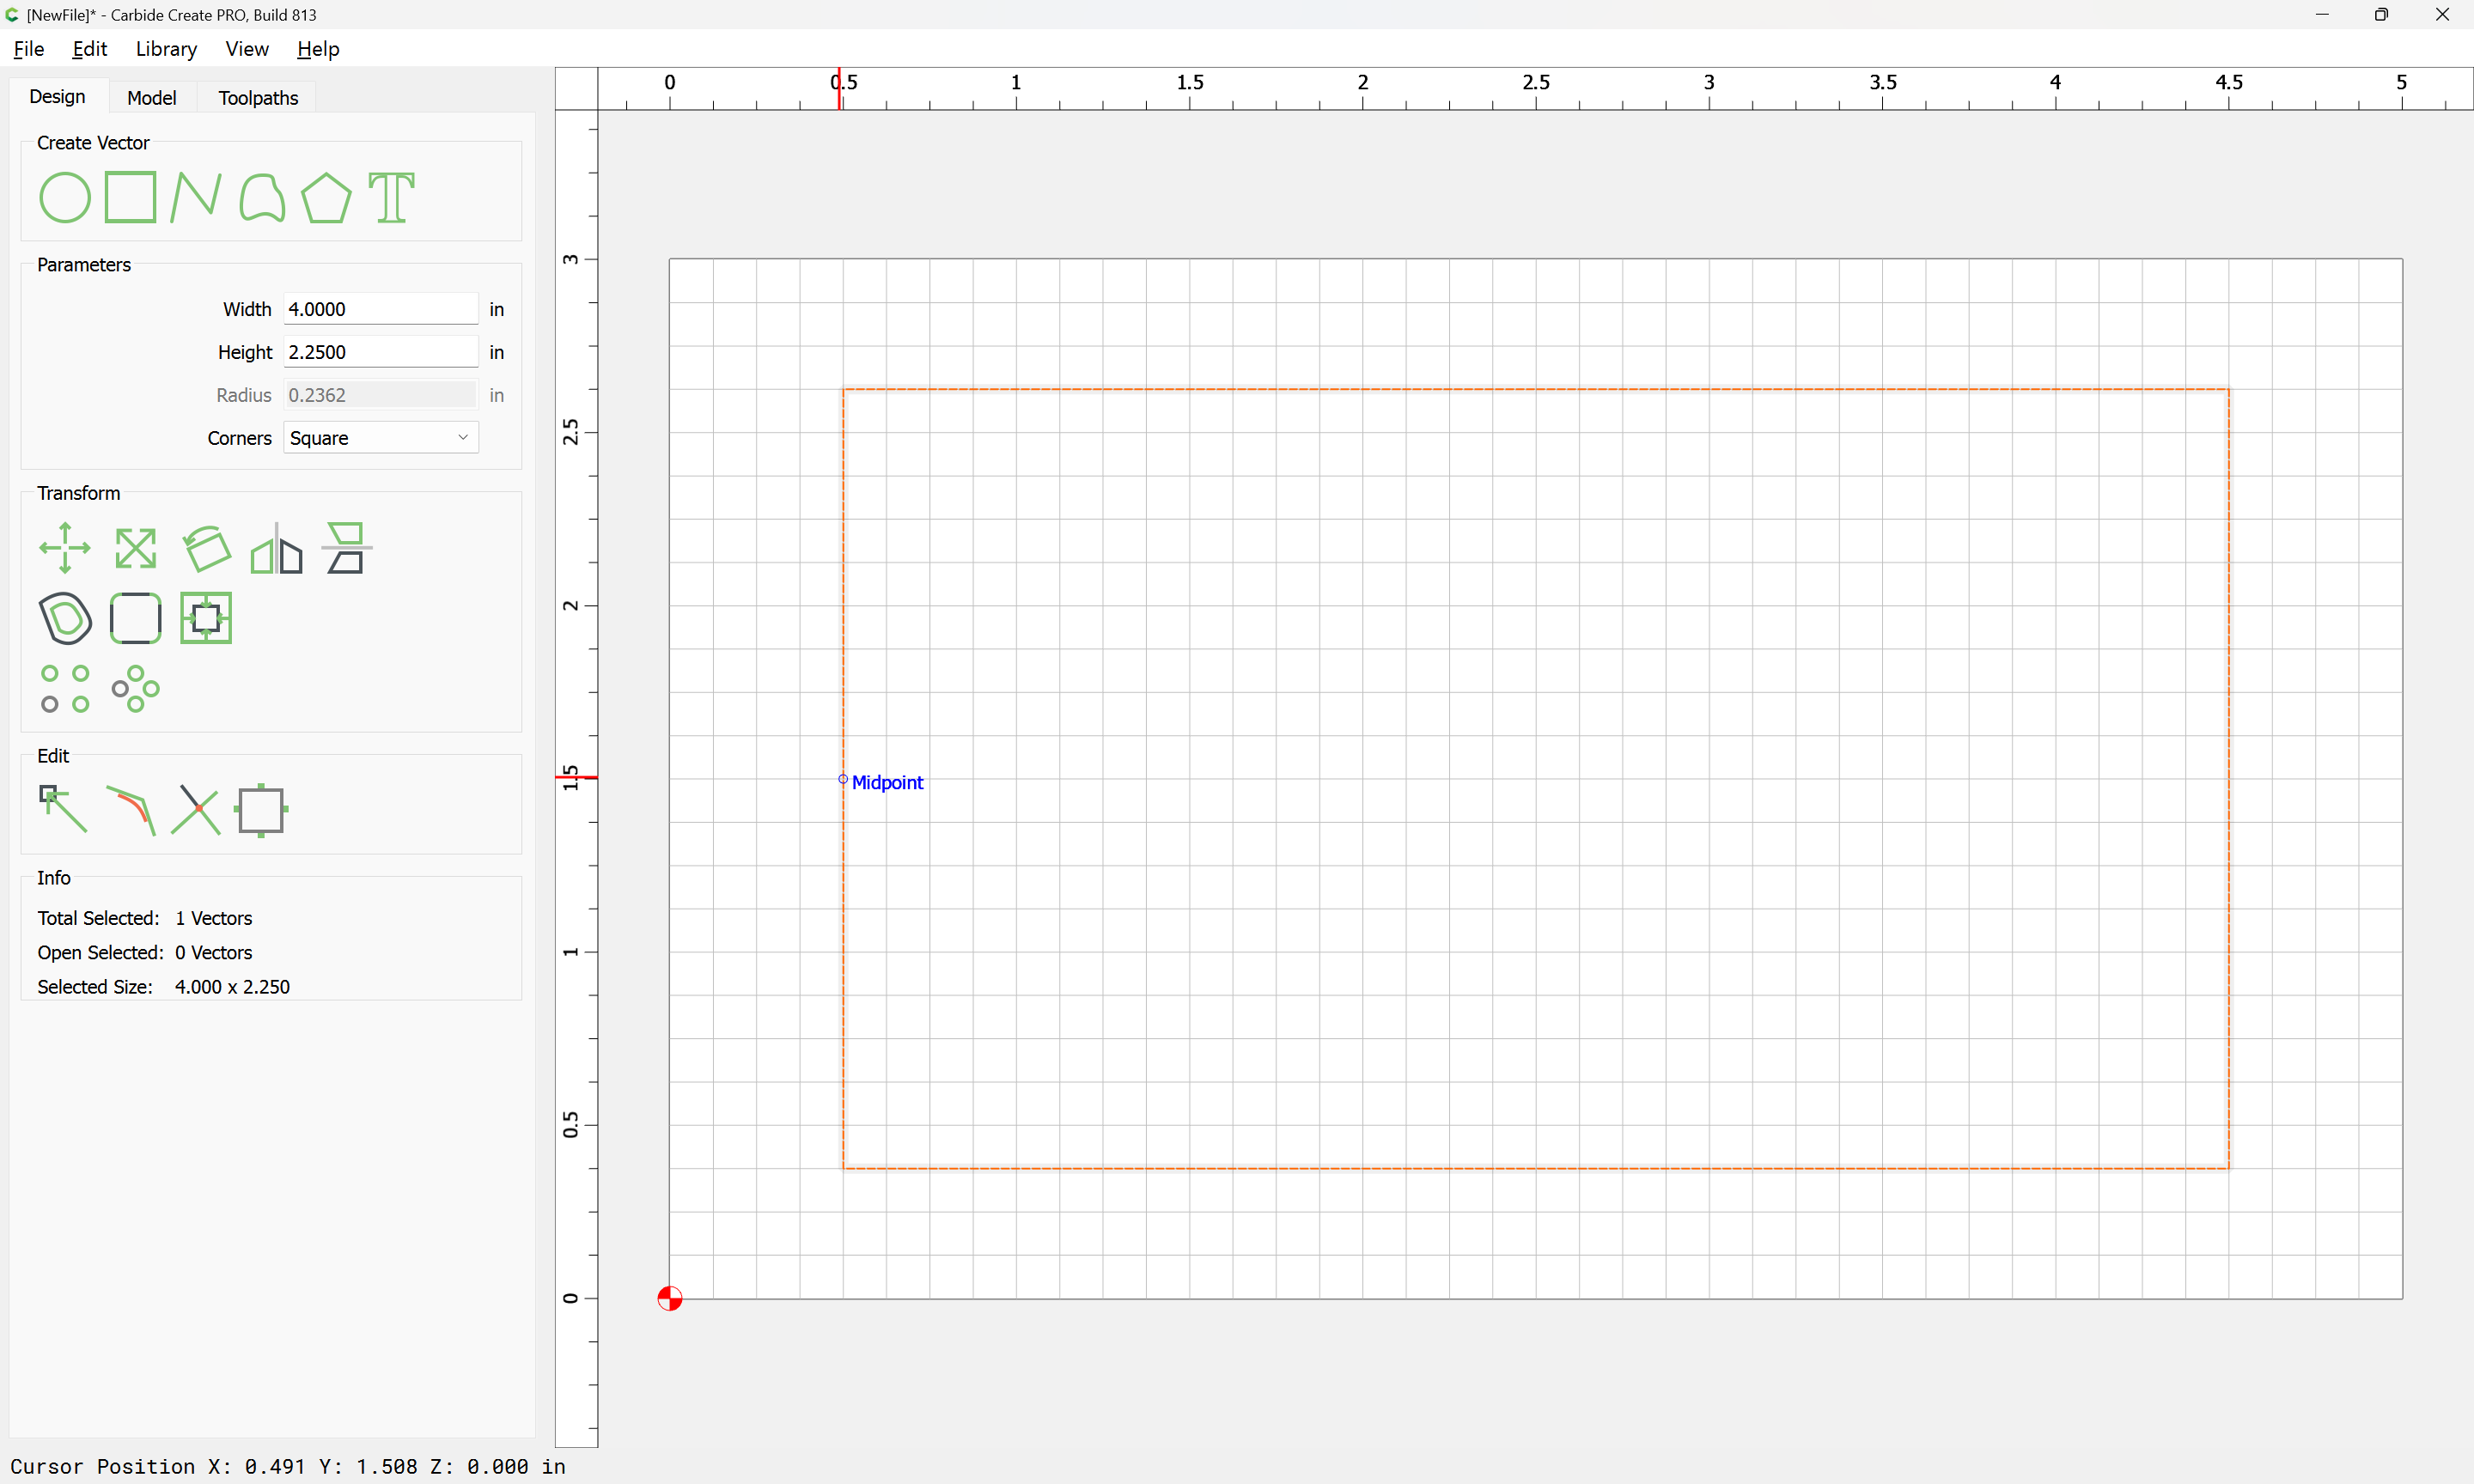 [NewFile]* - Carbide Create PRO, Build 813
File Edit Library View Help
Design Model Toolpaths
Create Vector
Parameters
Width 4.0000 in
Height 2.2500 in
Radius 0.2362 in
Corners Square
Transform
Edit
Info
Total Selected: 1 Vectors
Open Selected: 0 Vectors
Selected Size: 4.000 x 2.250
0 0.5 1 1.5 2 2.5 3 3.5 4 4.5 5
3
2.5
2
1.5
Midpoint
1
0.5
0
Cursor Position X: 0.491 Y: 1.508 Z: 0.000 in